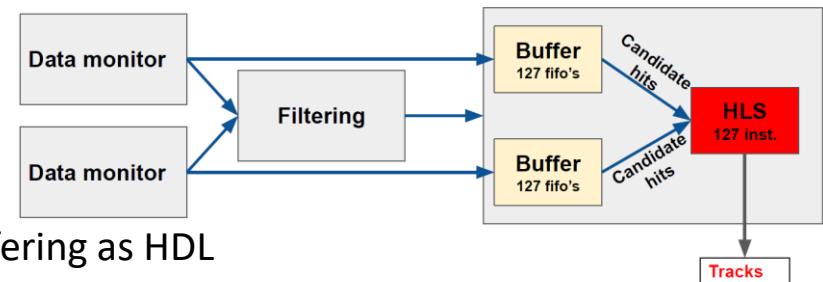 Data monitor
Data monitor
Filtering
Buffer
127 fifo's
Buffer
127 fifo's
Candidate
hits
Candidate
hits
HLS
127 inst.
Tracks
fering as HDL